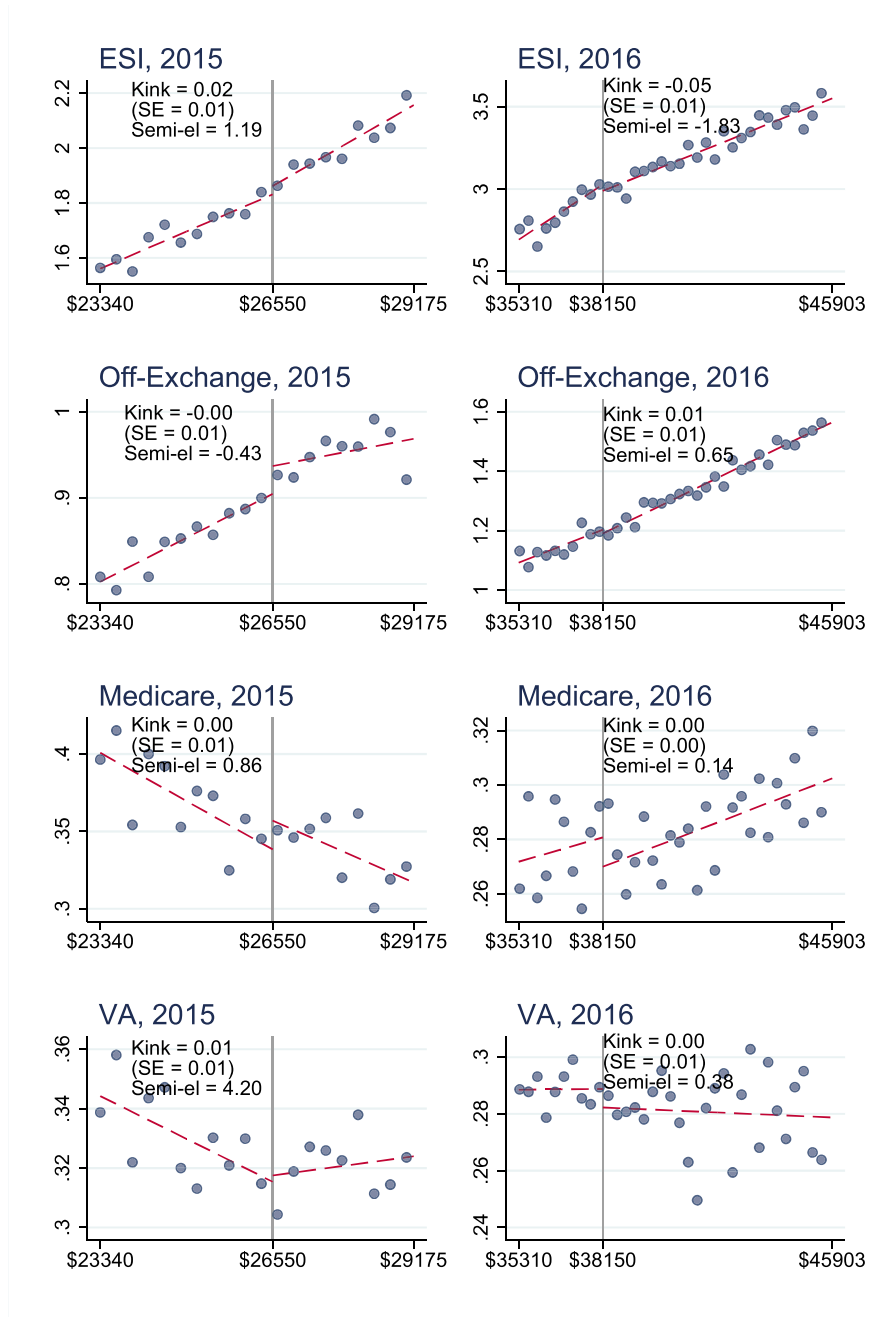 ESI, 2015
Kink = 0.02
(SE = 0.01)
Semi-el = 1.19
2.2
2
1.8
1.6
$23340
$26550
$29175
ESI, 2016
Kink = -0.05
(SE = 0.01)
Semi-el = -1.83
3.5
3
2.5
$35310
$38150
$45903
Off-Exchange, 2015
Kink = -0.00
(SE = 0.01)
Semi-el = -0.43
1
.9
.8
$23340
$26550
$29175
Off-Exchange, 2016
Kink = 0.01
(SE = 0.01)
Semi-el = 0.65
1.6
1.4
1.2
1
$35310
$38150
$45903
Medicare, 2015
Kink = 0.00
(SE = 0.01)
Semi-el = 0.86
.4
.35
.3
$23340
$26550
$29175
Medicare, 2016
Kink = 0.00
(SE = 0.00)
Semi-el = 0.14
.32
.3
.28
.26
$35310
$38150
$45903
VA, 2015
Kink = 0.01
(SE = 0.01)
Semi-el = 4.20
.36
.34
.32
.3
$23340
$26550
$29175
VA, 2016
Kink = 0.00
(SE = 0.01)
Semi-el = 0.38
.3
.28
.26
.24
$35310
$38150
$45903